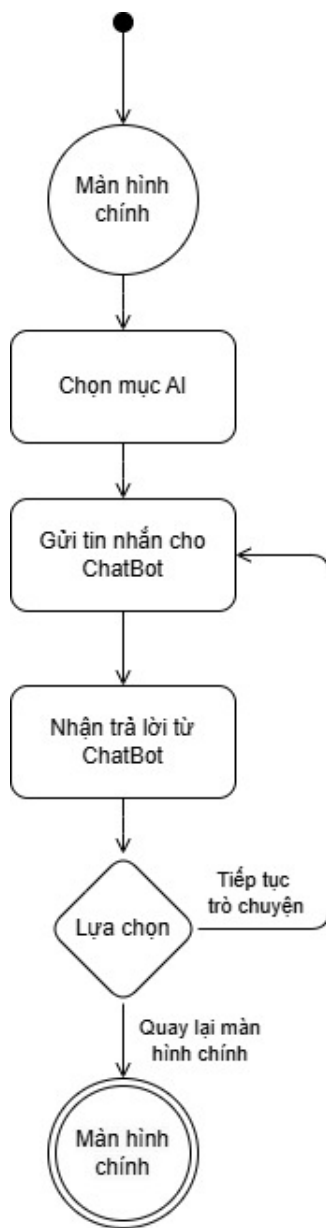 Màn hình
chính
Chọn mục AI
Gửi tin nhắn cho
ChatBot
Nhận trả lời từ
ChatBot
Lựa chọn
Tiếp tục
trò chuyện
Quay lại màn
hình chính
Màn hình
chính